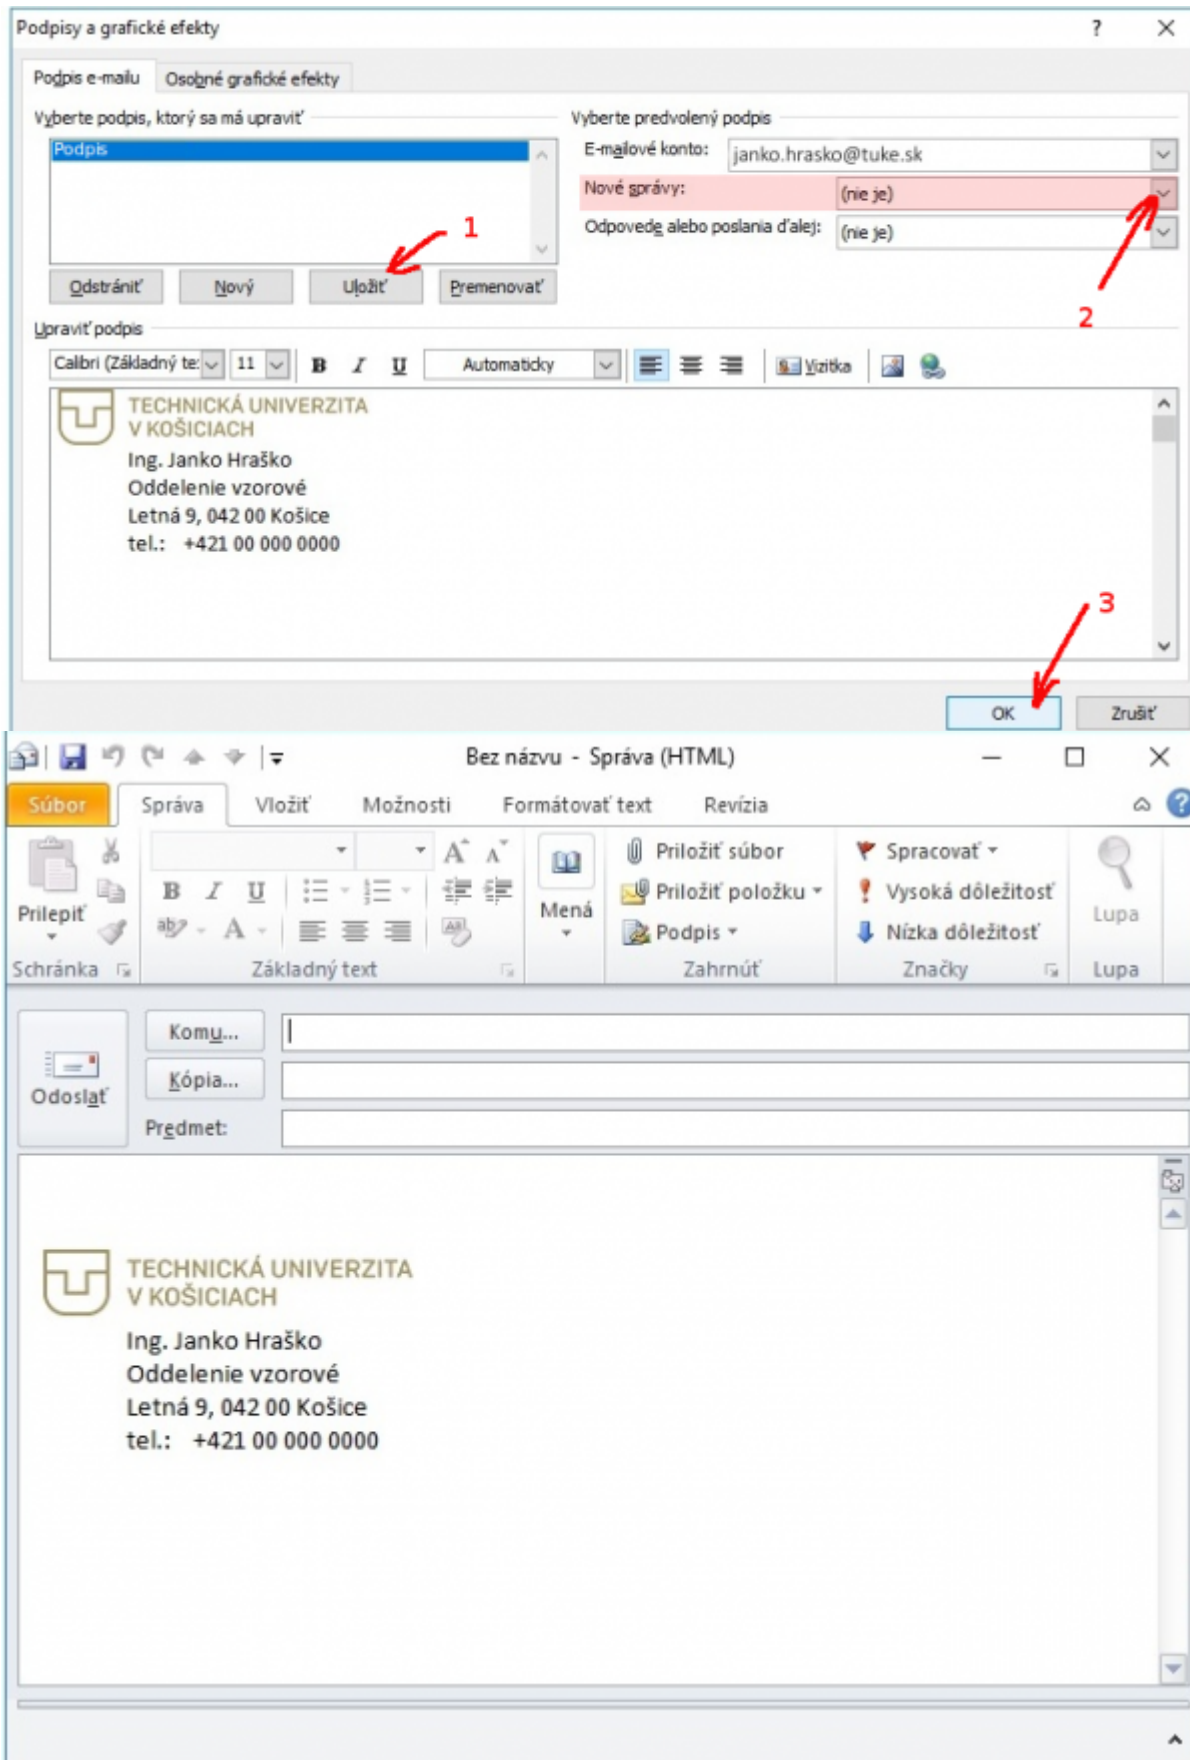 Podpisy a grafické efekty
?
Podpis e-mailu Osobné grafické efekty
Vyberte podpis, ktorý sa má upraviť
Podpis
1
Odstrániť Nový Uložiť Premenovať
Vyberte predvolený podpis
E-mailové konto: janko.hrasko@tuke.sk
Nové správy: (nie je)
Odpovede alebo poslania ďalej: (nie je)
2
Upraviť podpis
Calibri (Základný te: 11 B I U Automaticky Vizitka
TECHNICKÁ UNIVERZITA
V KOŠICIACH
Ing. Janko Hraško
Oddelenie vzorové
Letná 9, 042 00 Košice
tel.: +421 00 000 0000
3
OK Zrušiť
Bez názvu - Správa (HTML)
Súbor Správa Vložiť Možnosti Formátovať text Revízia ?
Prilepiť
B I U
A A
ab A Aa
Mená
Priložiť súbor
Priložiť položku
Podpis
Spracovať
Vysoká dôležitosť
Nízka dôležitosť
Lupa
Schránka Základný text Zahrnúť Značky Lupa
Odoslať
Komu...
Kópia...
Predmet:
TECHNICKÁ UNIVERZITA
V KOŠICIACH
Ing. Janko Hraško
Oddelenie vzorové
Letná 9, 042 00 Košice
tel.: +421 00 000 0000